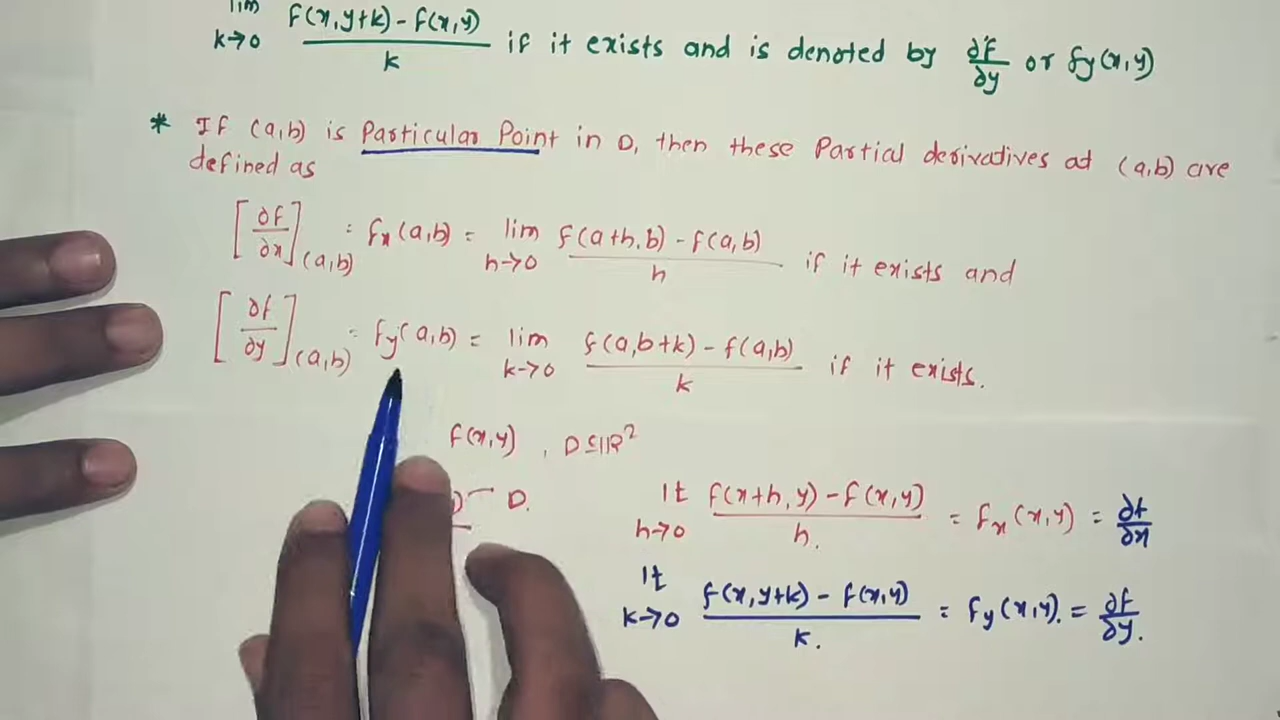 lim f(x,y+k) - f(x,y)
k→0 k if it exists and is denoted by ∂f/∂y or fy(x,y)
* If (a,b) is Particular Point in D, then these Partial derivatives at (a,b) are
defined as
[∂f/∂x](a,b) = fx(a,b) = lim h→0 f(a+h,b) - f(a,b) / h if it exists and
[∂f/∂y](a,b) = fy(a,b) = lim k→0 f(a,b+k) - f(a,b) / k if it exists.
f(x,y) , D⊆IR²
D.
lt h→0 f(x+h,y) - f(x,y) / h. = fx(x,y) = ∂f/∂x
lt k→0 f(x,y+k) - f(x,y) / k. = fy(x,y). = ∂f/∂y.